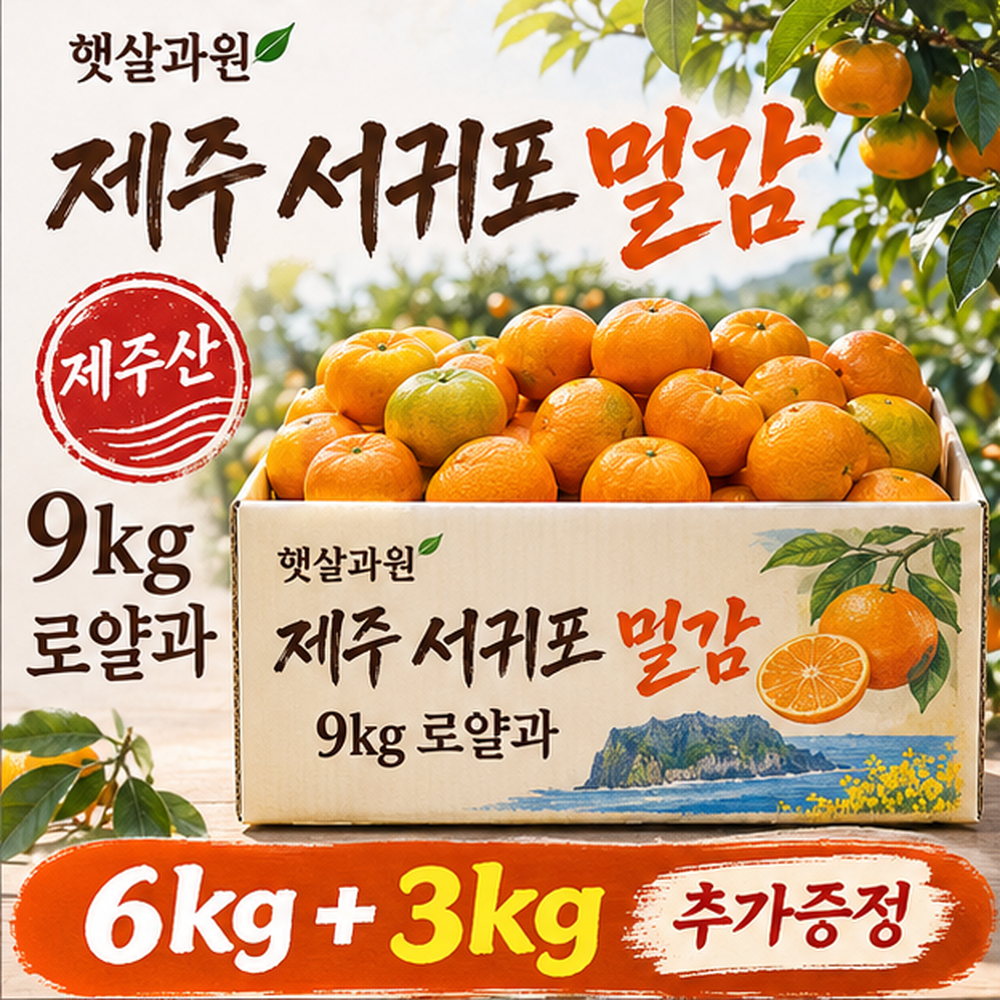 햇살과원
제주 서귀포 밀감
제주산
9kg
로얄과
햇살과원
제주 서귀포 밀감
9kg 로얄과
6kg + 3kg 추가증정